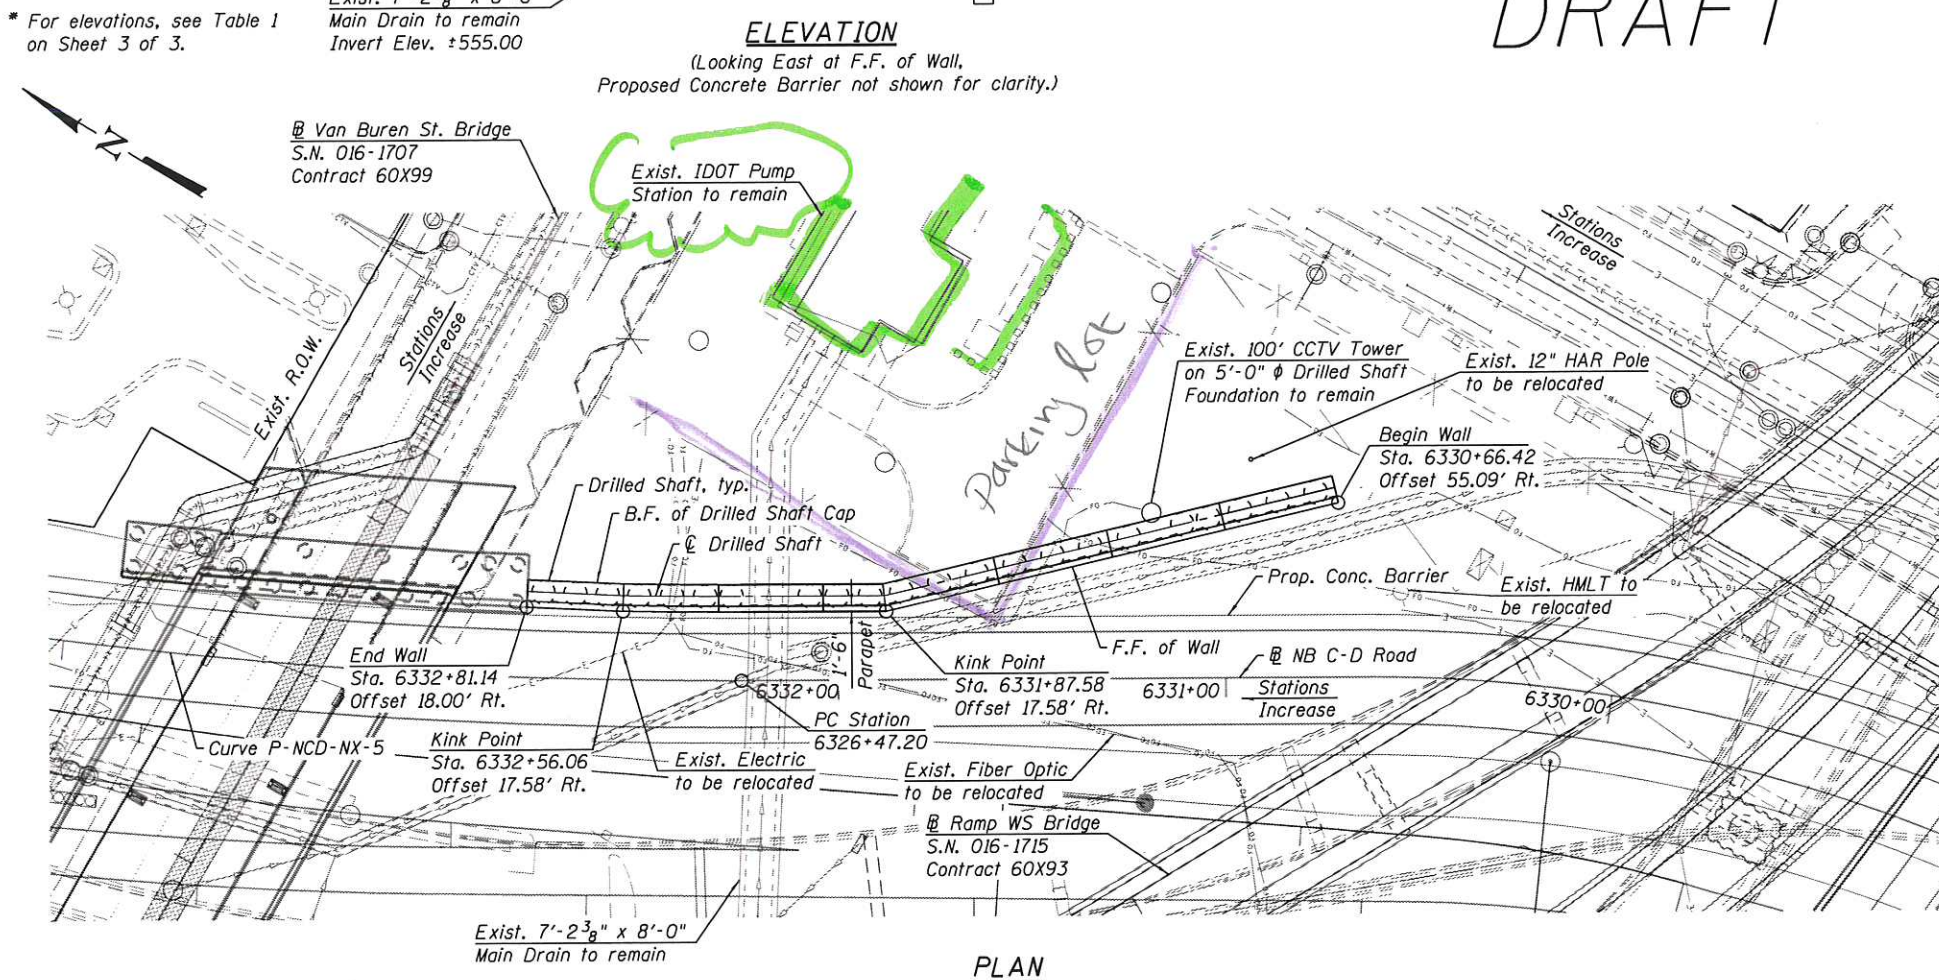 * For elevations, see Table 1
on Sheet 3 of 3.
Main Drain to remain
Invert Elev. ±555.00
ELEVATION
(Looking East at F.F. of Wall,
Proposed Concrete Barrier not shown for clarity.)
DRAFT
N
℄ Van Buren St. Bridge
S.N. 016-1707
Contract 60X99
Exist. IDOT Pump
Station to remain
Stations
Increase
Exist. R.O.W.
Stations
Increase
Parking lot
Exist. 100' CCTV Tower
on 5'-0" ϕ Drilled Shaft
Foundation to remain
Exist. 12" HAR Pole
to be relocated
Begin Wall
Sta. 6330+66.42
Offset 55.09' Rt.
Drilled Shaft, typ.
B.F. of Drilled Shaft Cap
℄ Drilled Shaft
Prop. Conc. Barrier
Exist. HMLT to
be relocated
End Wall
Sta. 6332+81.14
Offset 18.00' Rt.
1'-6"
Parapet
F.F. of Wall
Kink Point
Sta. 6331+87.58
Offset 17.58' Rt.
℄ NB C-D Road
6332+00
6331+00
Stations
Increase
6330+00
PC Station
6326+47.20
Curve P-NCD-NX-5
Kink Point
Sta. 6332+56.06
Offset 17.58' Rt.
Exist. Electric
to be relocated
Exist. Fiber Optic
to be relocated
℄ Ramp WS Bridge
S.N. 016-1715
Contract 60X93
Exist. 7'-2⅜" x 8'-0"
Main Drain to remain
PLAN